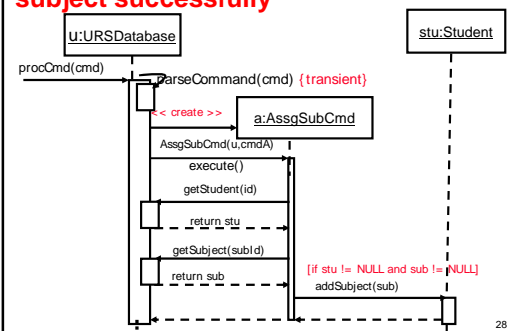 subject successfully
u:URSDatabase
stu:Student
procCmd(cmd)
parseCommand(cmd) {transient}
<< create >>
a:AssgSubCmd
AssgSubCmd(u,cmdA)
execute()
getStudent(id)
return stu
getSubject(subId)
return sub
[if stu != NULL and sub != NULL]
addSubject(sub)
28